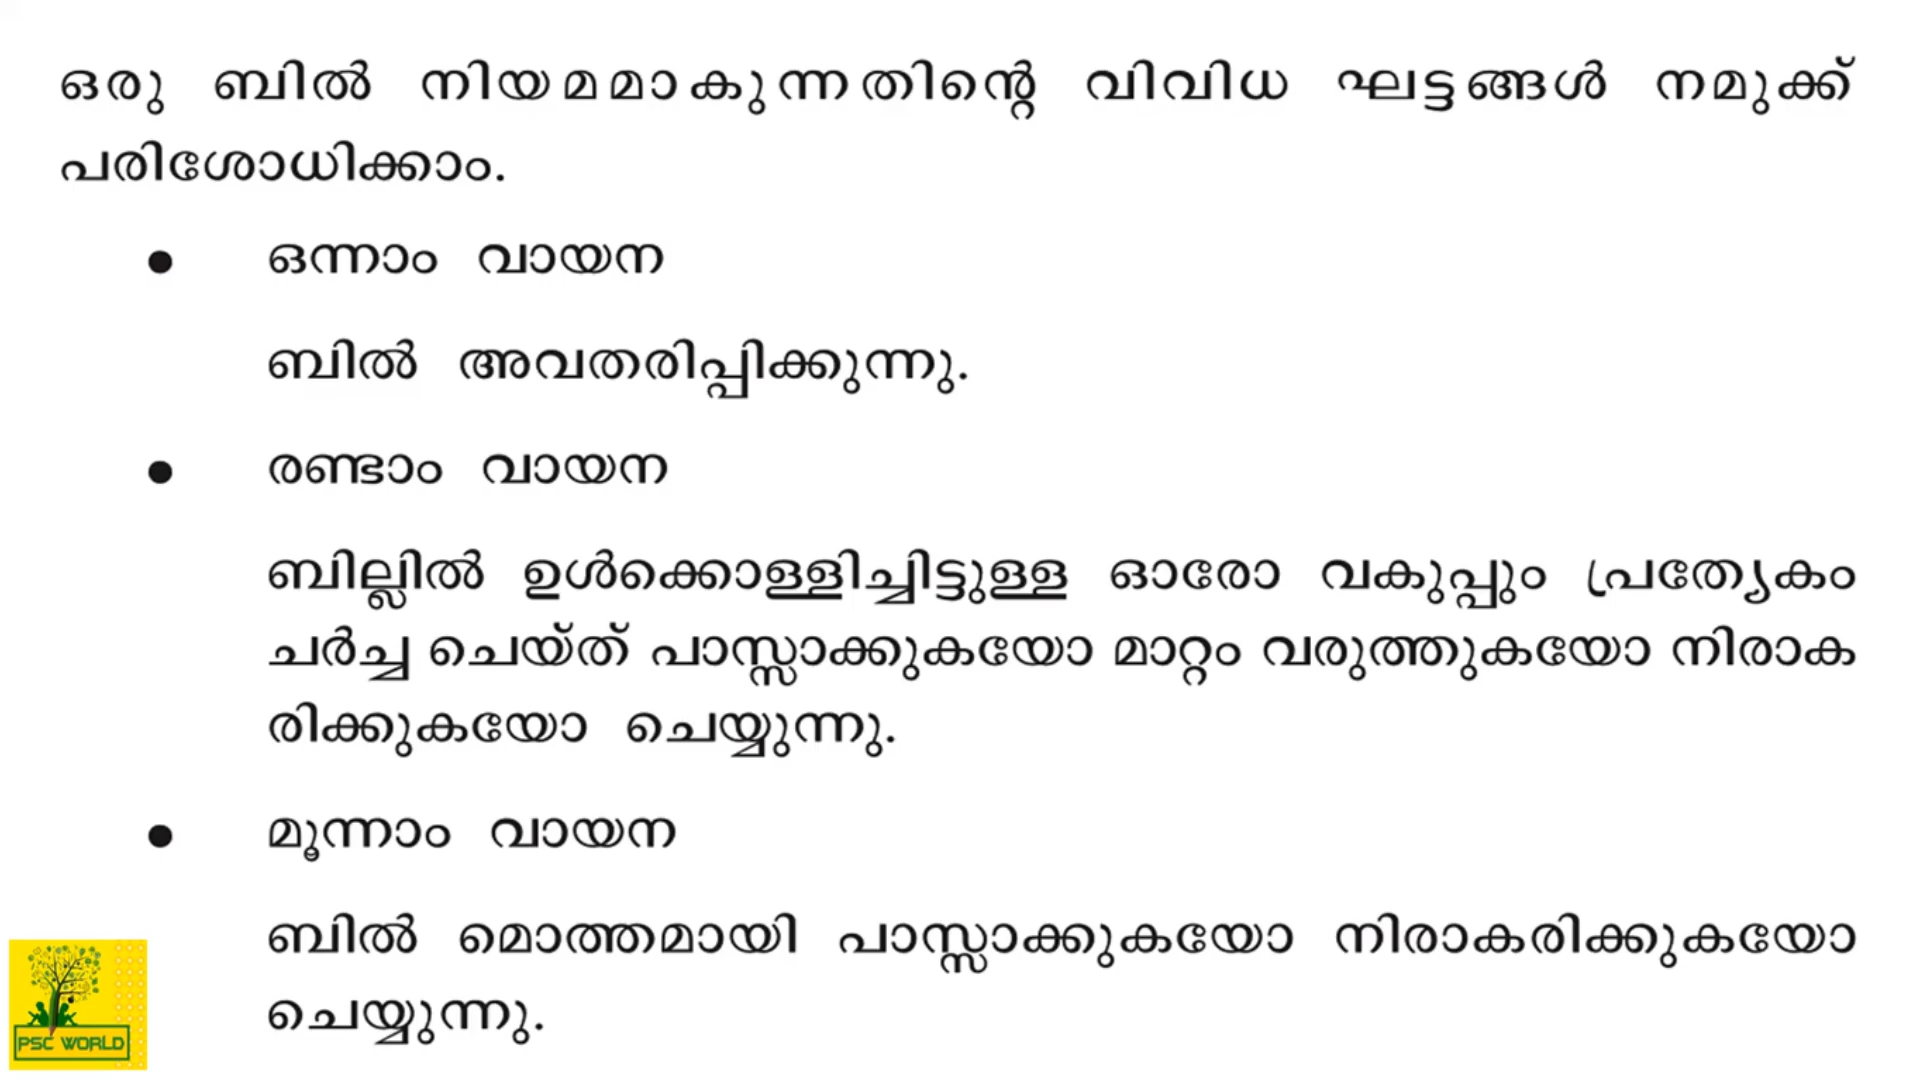 ഒരു ബിൽ നിയമമാകുന്നതിന്റെ വിവിധ ഘട്ടങ്ങൾ നമുക്ക്
പരിശോധിക്കാം.
● ഒന്നാം വായന
ബിൽ അവതരിപ്പിക്കുന്നു.
● രണ്ടാം വായന
ബില്ലിൽ ഉൾക്കൊള്ളിച്ചിട്ടുള്ള ഓരോ വകുപ്പും പ്രത്യേകം
ചർച്ച ചെയ്ത് പാസ്സാക്കുകയോ മാറ്റം വരുത്തുകയോ നിരാക
രിക്കുകയോ ചെയ്യുന്നു.
● മൂന്നാം വായന
ബിൽ മൊത്തമായി പാസ്സാക്കുകയോ നിരാകരിക്കുകയോ
ചെയ്യുന്നു.
PSC WORLD